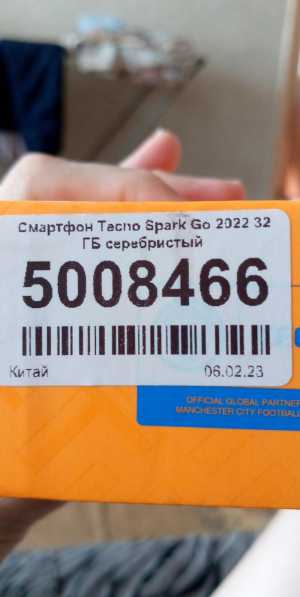 Смартфон Tecno Spark Go 2022 32
ГБ серебристый
5008466
Китай 06.02.23
OFFICIAL GLOBAL PARTNER
MANCHESTER CITY FOOTBALL